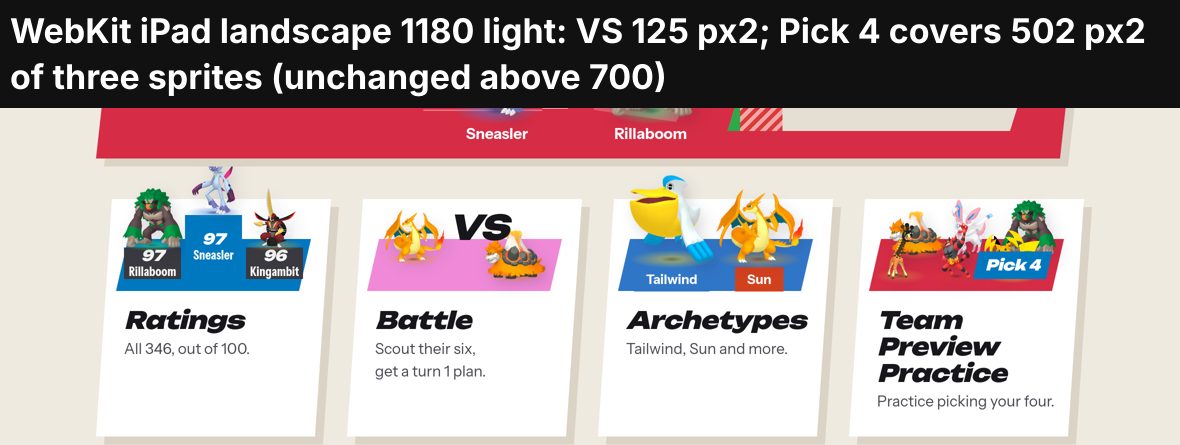 WebKit iPad landscape 1180 light: VS 125 px2; Pick 4 covers 502 px2
of three sprites (unchanged above 700)
Sneasler
Rillaboom
97
Rillaboom
97
Sneasler
96
Kingambit
Ratings
All 346, out of 100.
VS
Battle
Scout their six,
get a turn 1 plan.
Tailwind
Sun
Archetypes
Tailwind, Sun and more.
Pick 4
Team
Preview
Practice
Practice picking your four.